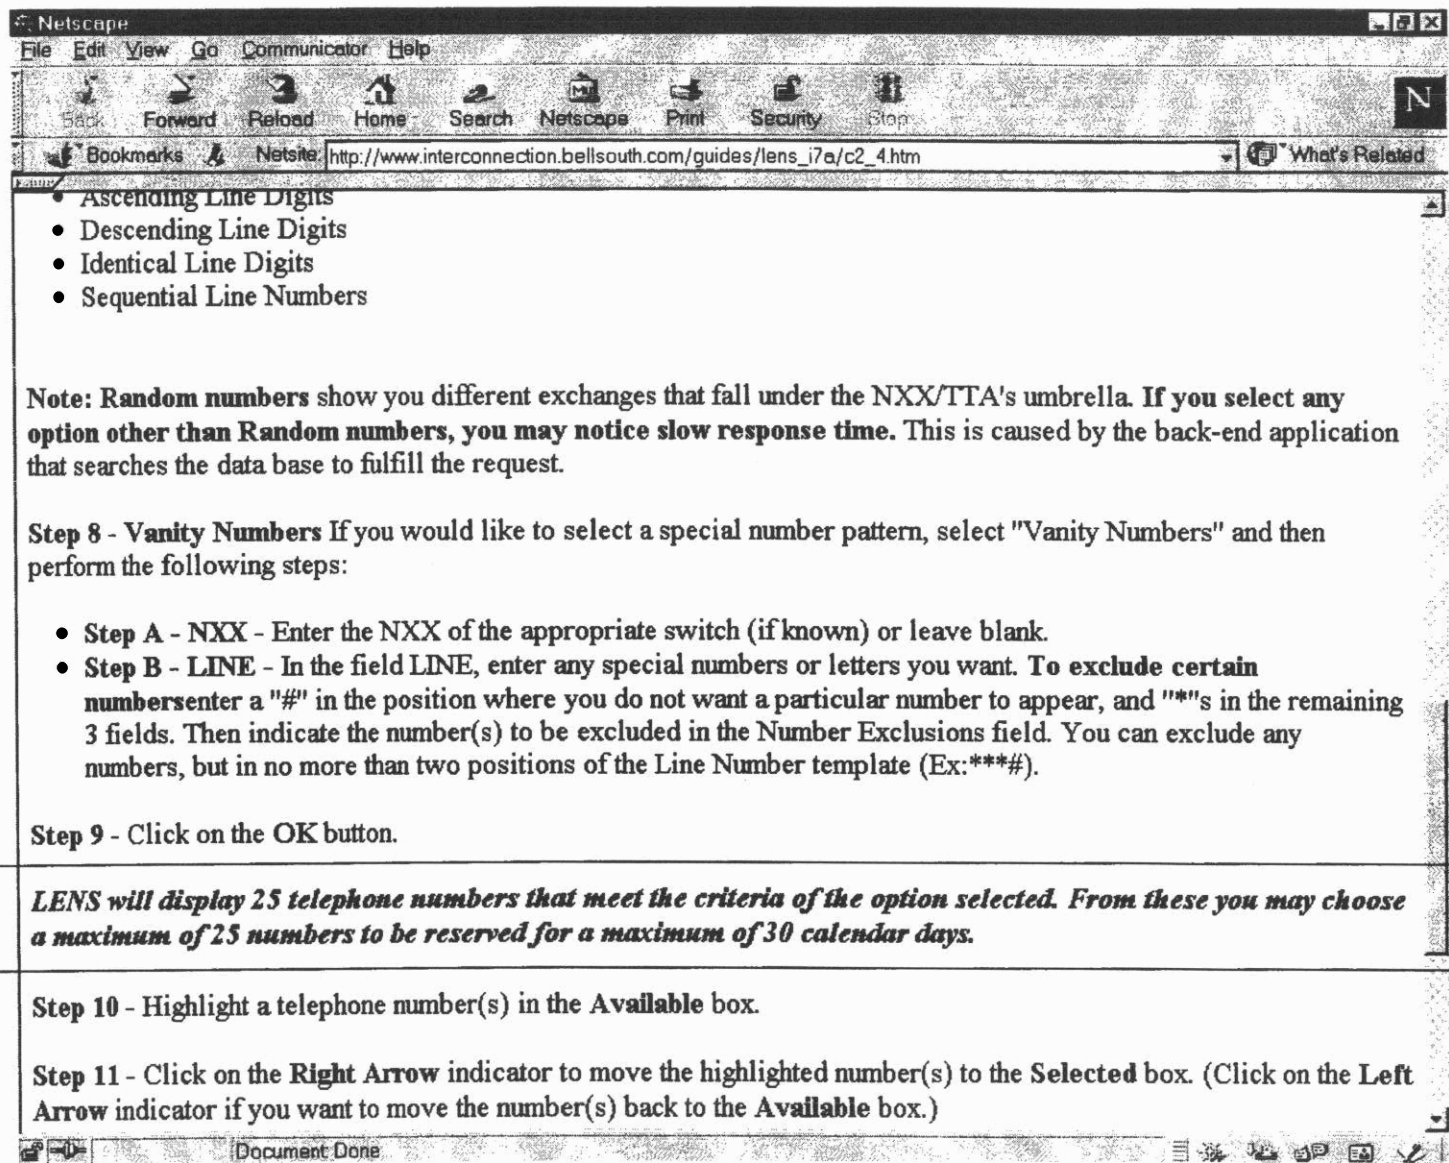 Netscape
File Edit View Go Communicator Help
Back Forward Reload Home Search Netscape Print Security Stop
N
Bookmarks Netsite: http://www.interconnection.bellsouth.com/guides/lens_i7a/c2_4.htm What's Related
• Ascending Line Digits
• Descending Line Digits
• Identical Line Digits
• Sequential Line Numbers
Note: Random numbers show you different exchanges that fall under the NXX/TTA's umbrella. If you select any
option other than Random numbers, you may notice slow response time. This is caused by the back-end application
that searches the data base to fulfill the request.
Step 8 - Vanity Numbers If you would like to select a special number pattern, select "Vanity Numbers" and then
perform the following steps:
• Step A - NXX - Enter the NXX of the appropriate switch (if known) or leave blank.
• Step B - LINE - In the field LINE, enter any special numbers or letters you want. To exclude certain
numbersenter a "#" in the position where you do not want a particular number to appear, and "*"s in the remaining
3 fields. Then indicate the number(s) to be excluded in the Number Exclusions field. You can exclude any
numbers, but in no more than two positions of the Line Number template (Ex:***#).
Step 9 - Click on the OK button.
LENS will display 25 telephone numbers that meet the criteria of the option selected. From these you may choose
a maximum of 25 numbers to be reserved for a maximum of 30 calendar days.
Step 10 - Highlight a telephone number(s) in the Available box.
Step 11 - Click on the Right Arrow indicator to move the highlighted number(s) to the Selected box. (Click on the Left
Arrow indicator if you want to move the number(s) back to the Available box.)
Document: Done